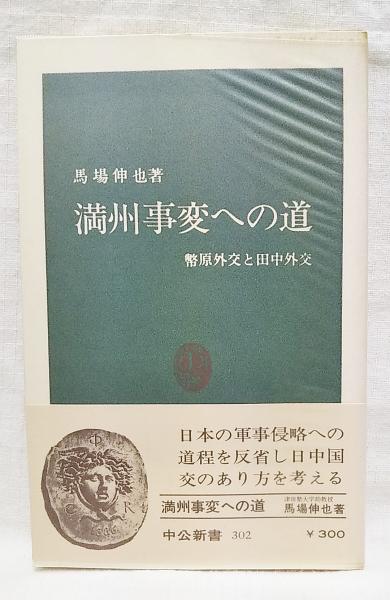 馬場伸也著
満州事変への道
幣原外交と田中外交
日本の軍事侵略への
道程を反省し日中国
交のあり方を考える
満州事変への道
津田塾大学助教授
馬場伸也著
中公新書 302
¥300